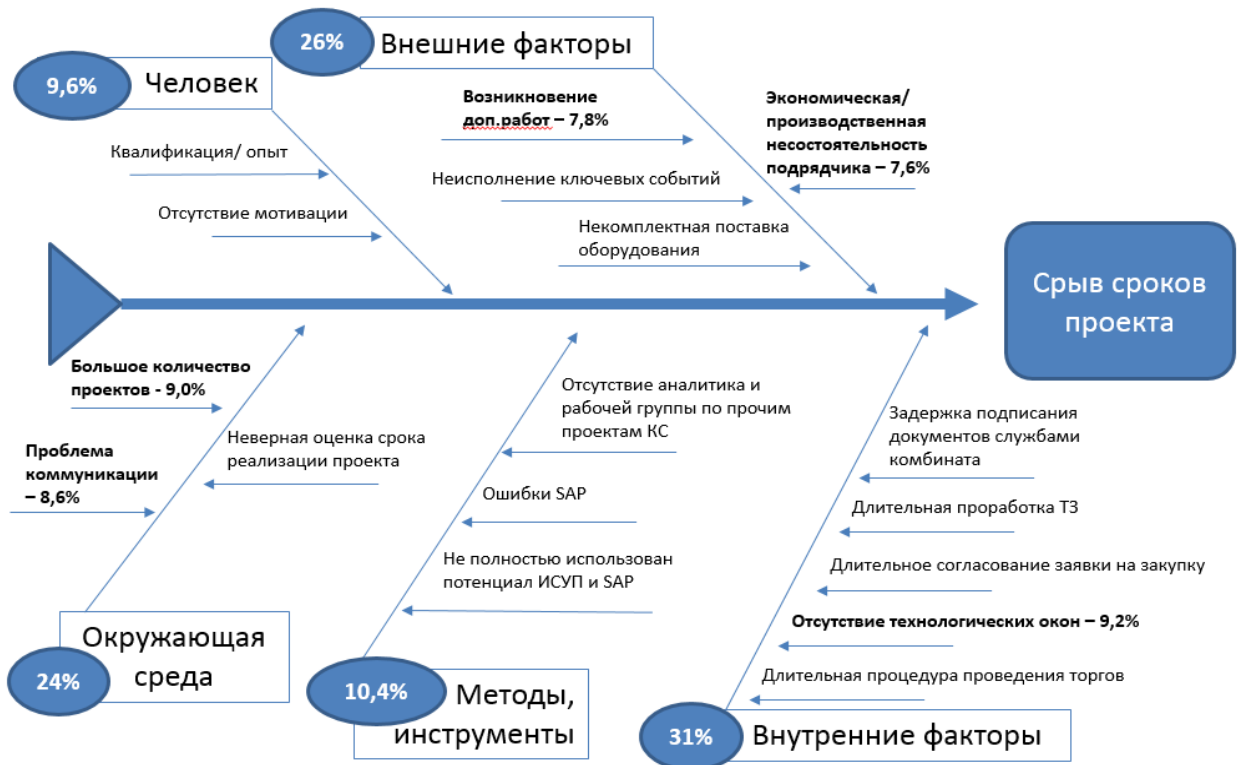 26%
Внешние факторы
9,6%
Человек
Возникновение
доп.работ – 7,8%
Экономическая/
производственная
несостоятельность
подрядчика – 7,6%
Квалификация/ опыт
Неисполнение ключевых событий
Отсутствие мотивации
Некомплектная поставка
оборудования
Срыв сроков
проекта
Большое количество
проектов - 9,0%
Неверная оценка срока
реализации проекта
Проблема
коммуникации
– 8,6%
Отсутствие аналитика и
рабочей группы по прочим
проектам КС
Ошибки SAP
Не полностью использован
потенциал ИСУП и SAP
Задержка подписания
документов службами
комбината
Длительная проработка ТЗ
Длительное согласование заявки на закупку
Отсутствие технологических окон – 9,2%
Длительная процедура проведения торгов
Окружающая
среда
24%
10,4%
Методы,
инструменты
31%
Внутренние факторы